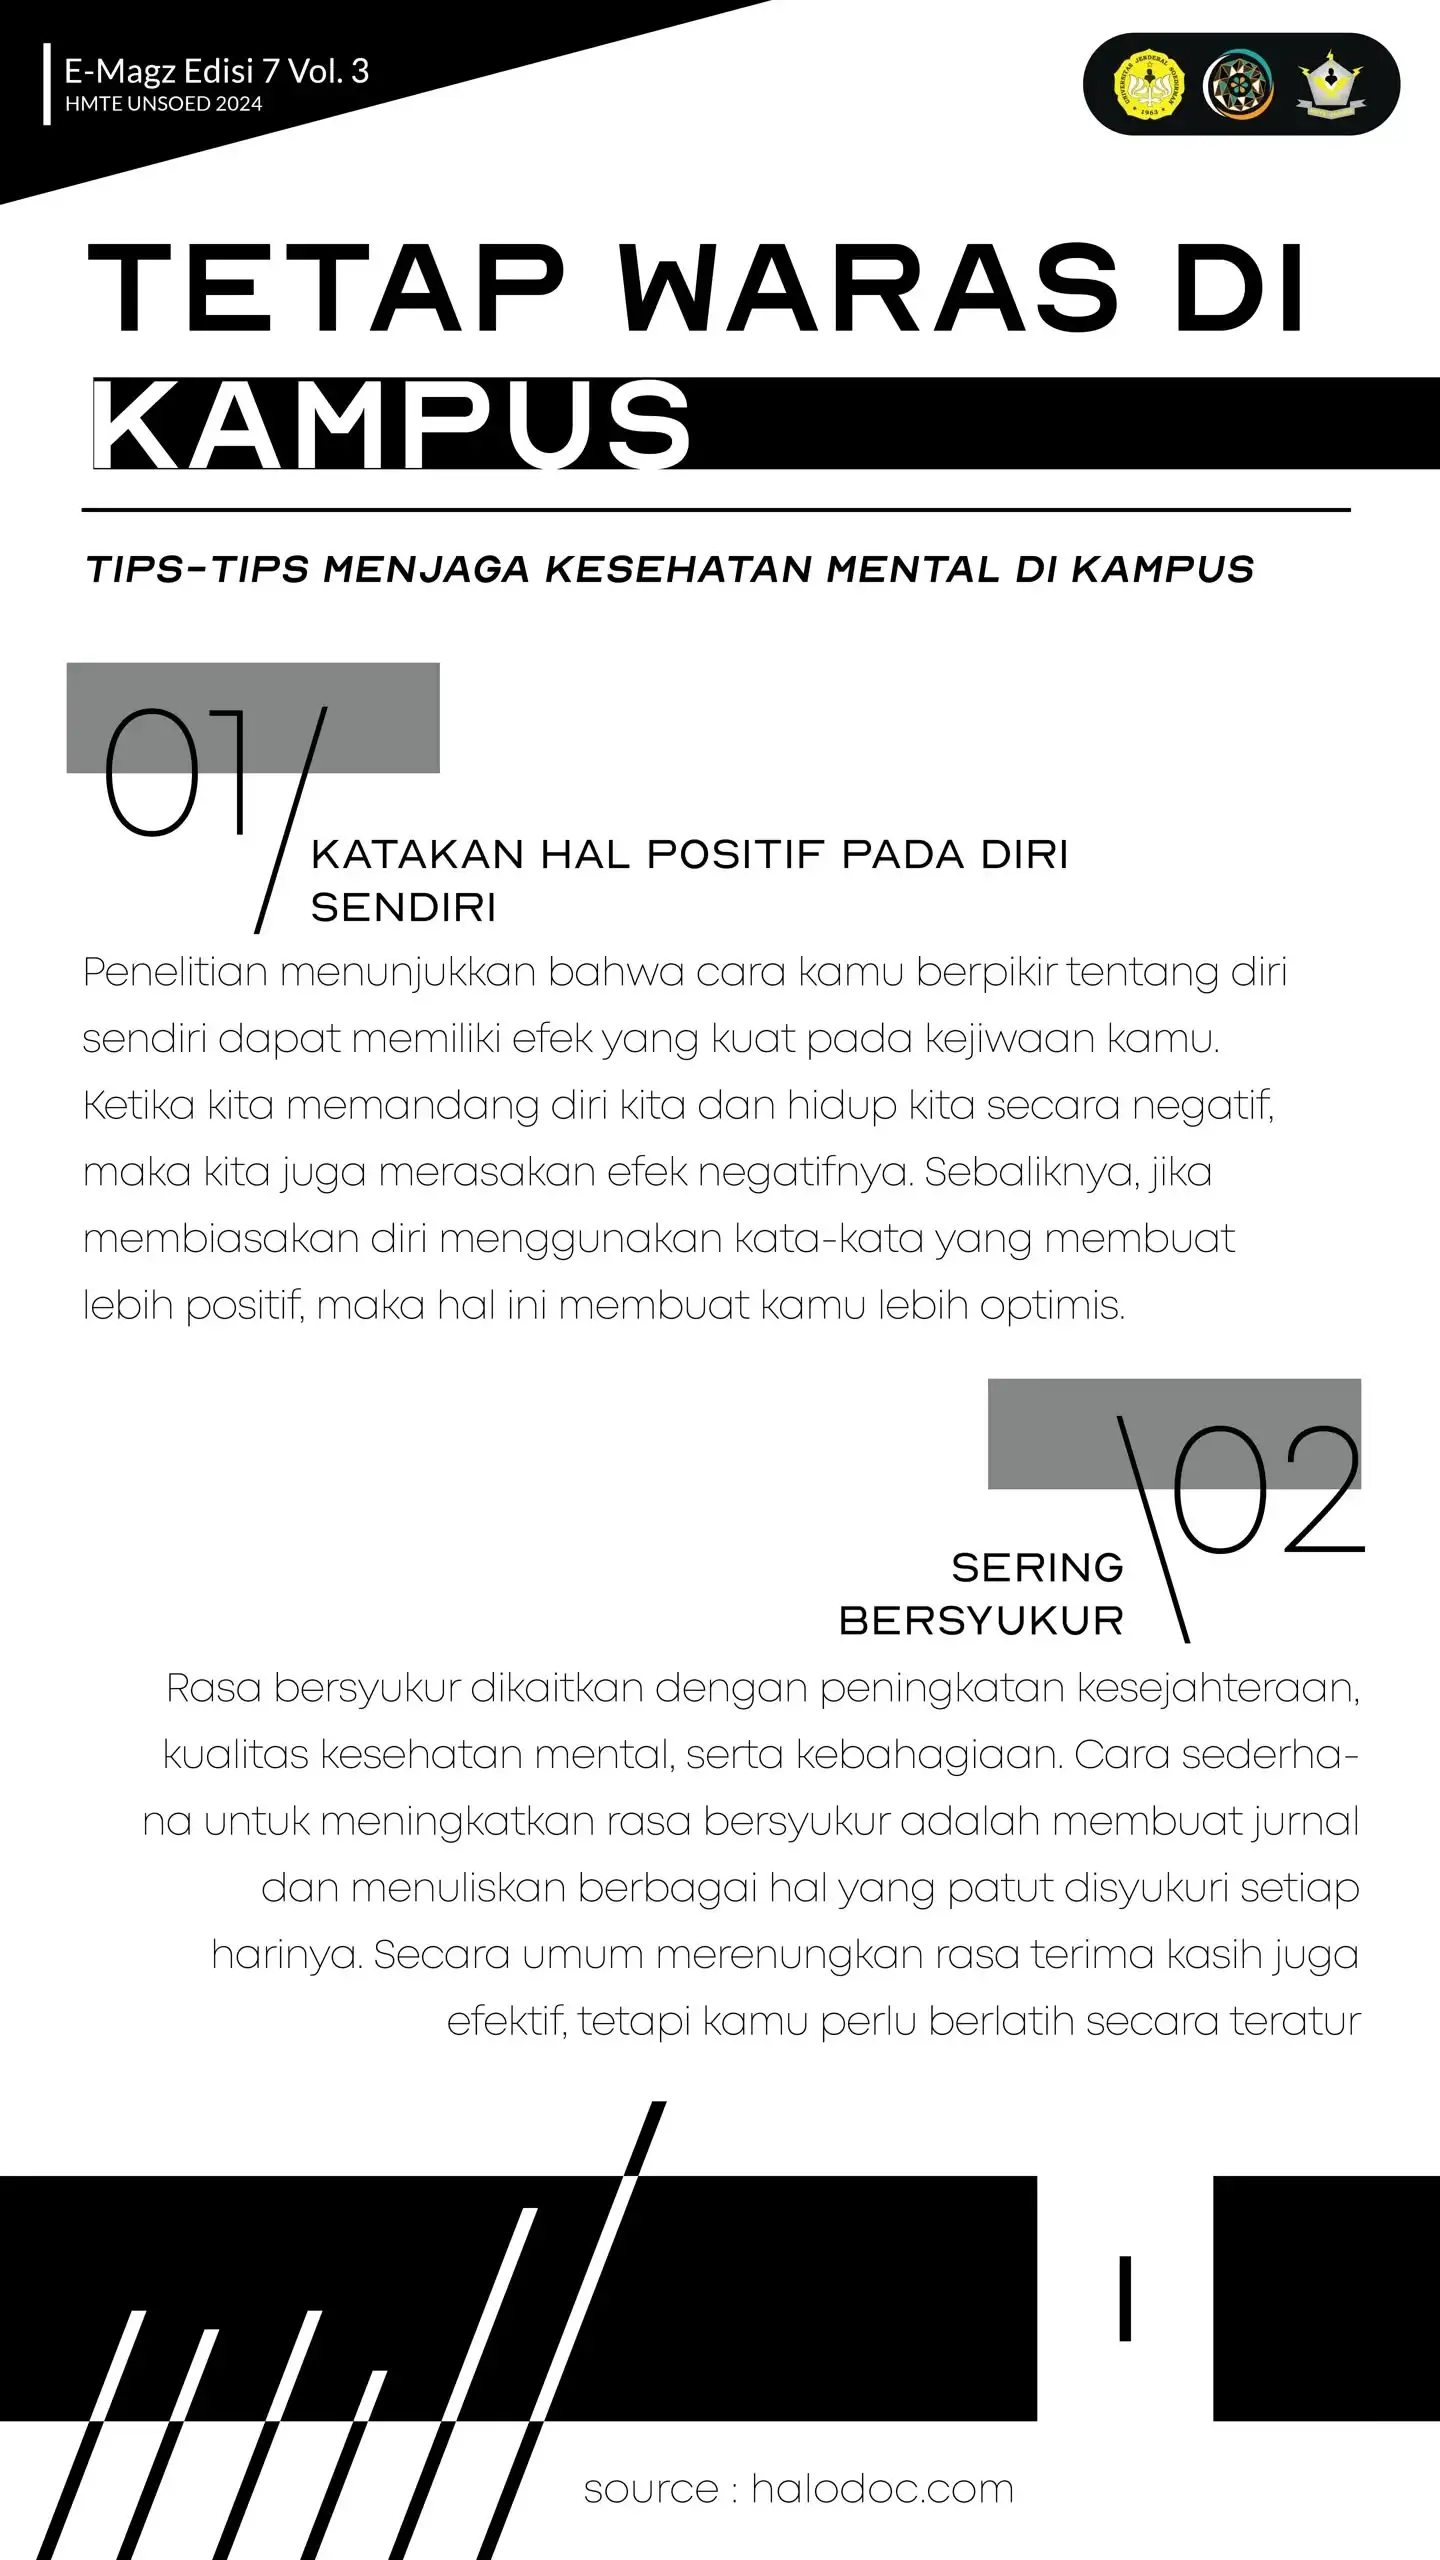 E-Magz Edisi 7 Vol. 3
HMTE UNSOED 2024
UNIVERSITAS JENDERAL SOEDIRMAN
1963
TETAP WARAS DI
KAMPUS
TIPS-TIPS MENJAGA KESEHATAN MENTAL DI KAMPUS
01/
KATAKAN HAL POSITIF PADA DIRI
SENDIRI
Penelitian menunjukkan bahwa cara kamu berpikir tentang diri
sendiri dapat memiliki efek yang kuat pada kejiwaan kamu.
Ketika kita memandang diri kita dan hidup kita secara negatif,
maka kita juga merasakan efek negatifnya. Sebaliknya, jika
membiasakan diri menggunakan kata-kata yang membuat
lebih positif, maka hal ini membuat kamu lebih optimis.
\02
SERING
BERSYUKUR
Rasa bersyukur dikaitkan dengan peningkatan kesejahteraan,
kualitas kesehatan mental, serta kebahagiaan. Cara sederha-
na untuk meningkatkan rasa bersyukur adalah membuat jurnal
dan menuliskan berbagai hal yang patut disyukuri setiap
harinya. Secara umum merenungkan rasa terima kasih juga
efektif, tetapi kamu perlu berlatih secara teratur
I
source : halodoc.com